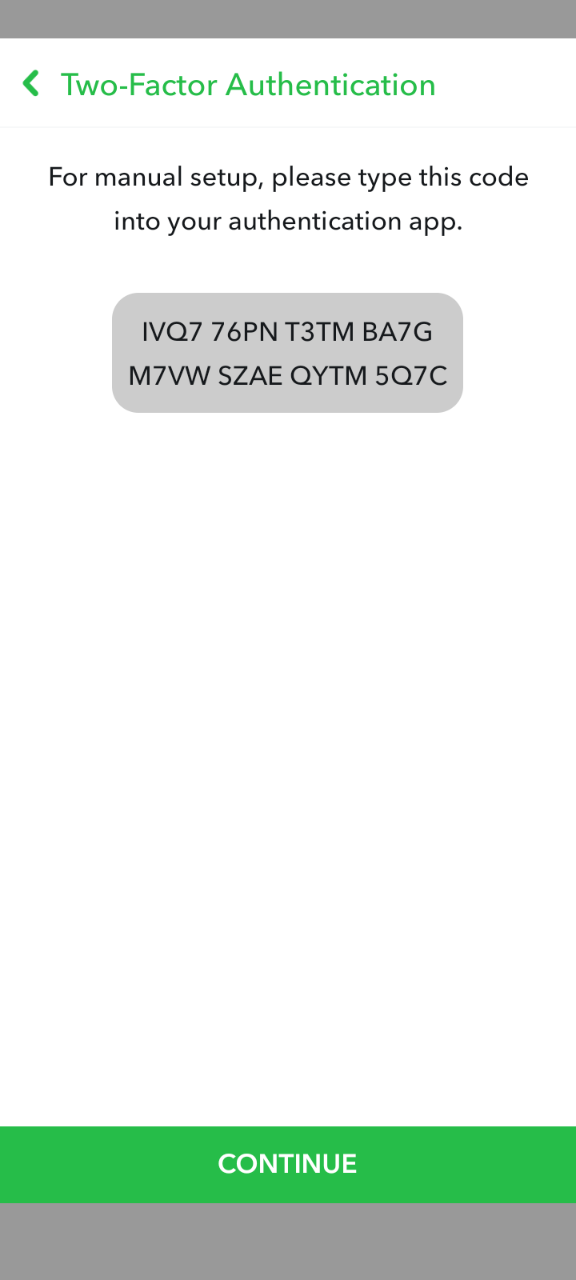 Two-Factor Authentication
For manual setup, please type this code
into your authentication app.
IVQ7 76PN T3TM BA7G
M7VW SZAE QYTM 5Q7C
CONTINUE